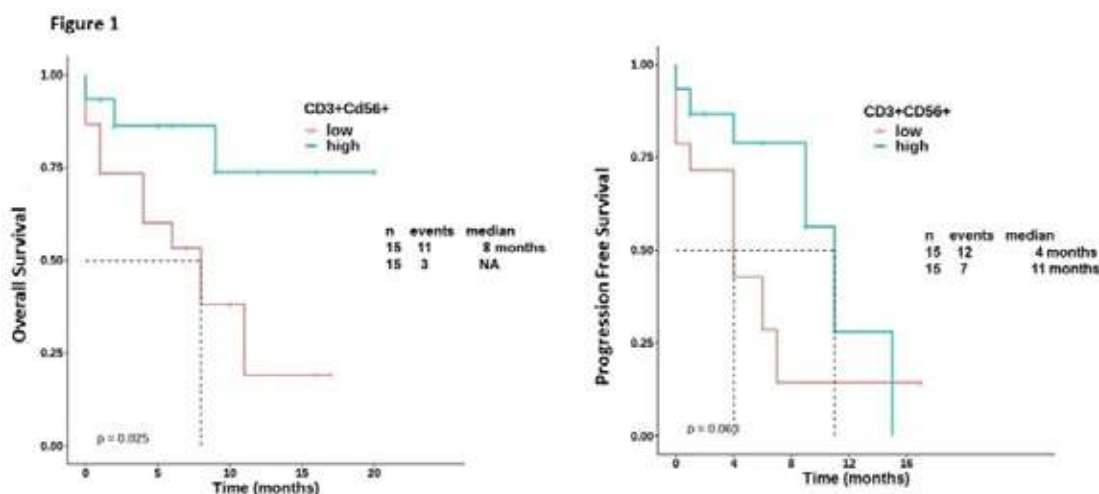 Figure 1
Overall Survival
1.00
0.75
0.50
0.25
0.00
CD3+Cd56+
low
high
n events median
15 11 8 months
15 3 NA
p = 0.025
0 5 10 15 20
Time (months)
Progression Free Survival
1.00
0.75
0.50
0.25
0.00
CD3+CD56+
low
high
n events median
15 12 4 months
15 7 11 months
0 4 8 12 16
Time (months)